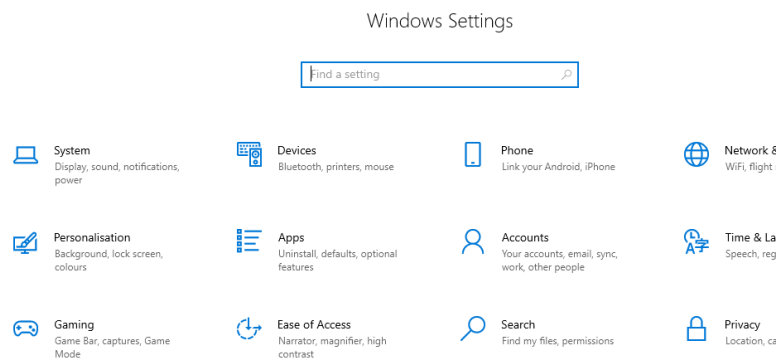 Windows Settings
Find a setting
System
Display, sound, notifications,
power
Devices
Bluetooth, printers, mouse
Phone
Link your Android, iPhone
Network &
WiFi, flight
Personalisation
Background, lock screen,
colours
Apps
Uninstall, defaults, optional
features
Accounts
Your accounts, email, sync,
work, other people
Time & La
Speech, reg
Gaming
Game Bar, captures, Game
Mode
Ease of Access
Narrator, magnifier, high
contrast
Search
Find my files, permissions
Privacy
Location, ca